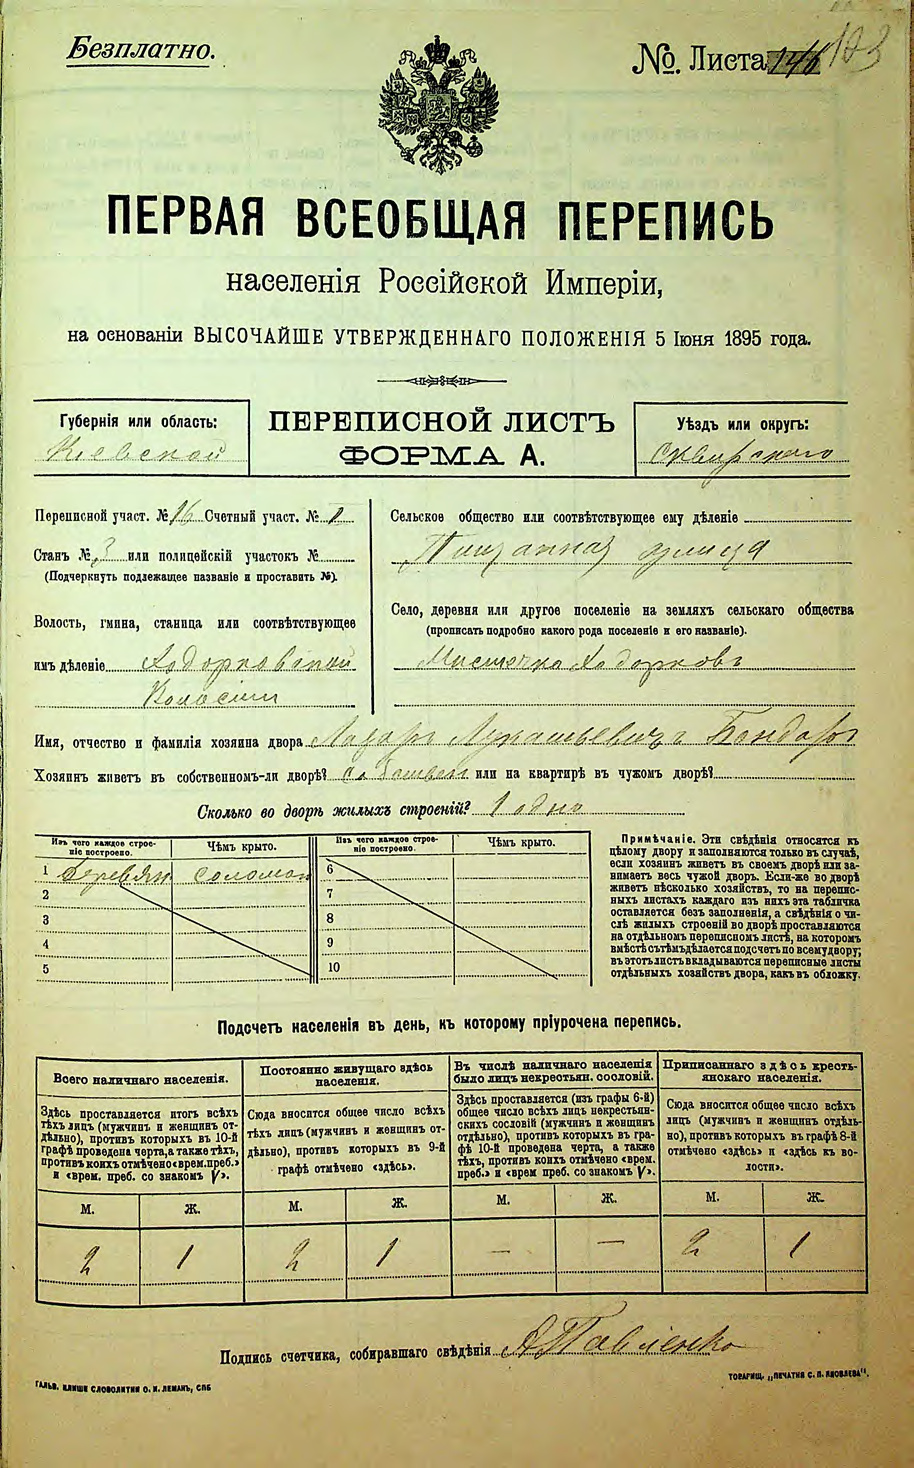 Безплатно.
№. Листа 146 123
ПЕРВАЯ ВСЕОБЩАЯ ПЕРЕПИСЬ
населенія Россійской Имперіи,
на основаніи ВЫСОЧАЙШЕ УТВЕРЖДЕННАГО ПОЛОЖЕНІЯ 5 Іюня 1895 года.
Губернія или область:
Кіевской
ПЕРЕПИСНОЙ ЛИСТЪ
ФОРМА А.
Уѣздъ или округъ:
Сквирскаго
Переписной участ. № 16 Счетный участ. № 1
Станъ № 3 или полицейскій участокъ №
(Подчеркнуть подлежащее названіе и проставить №).
Волость, гмина, станица или соотвѣтствующее
имъ дѣленіе Ходорковской
Волости
Сельское общество или соотвѣтствующее ему дѣленіе
улица
Село, деревня или другое поселеніе на земляхъ сельскаго общества
(прописать подробно какого рода поселеніе и его названіе).
Мистечко Ходорковъ
Имя, отчество и фамилія хозяина двора Лазарь Лукашьевичъ Бондарь
Хозяинъ живетъ въ собственномъ-ли дворѣ? или на квартирѣ въ чужомъ дворѣ?
Сколько во дворѣ жилыхъ строеній? 1 одно
Изъ чего каждое строеніе построено.
Чѣмъ крыто.
Изъ чего каждое строеніе построено.
Чѣмъ крыто.
1 Деревян соломой
2
3
4
5
6
7
8
9
10
Примѣчаніе. Эти свѣдѣнія относятся къ
цѣлому двору и заполняются только въ случаѣ,
если хозяинъ живетъ въ своемъ дворѣ или занимаетъ
весь чужой дворъ. Если-же во дворѣ
живетъ нѣсколько хозяйствъ, то на переписныхъ
листахъ каждаго изъ нихъ эта табличка
оставляется безъ заполненія, а свѣдѣнія о числѣ
жилыхъ строеній во дворѣ проставляются
на отдѣльномъ переписномъ листѣ, на которомъ
вмѣстѣ съ тѣмъ дѣлается подсчетъ по всему двору;
въ этотъ листъ вкладываются переписные листы
отдѣльныхъ хозяйствъ двора, какъ въ обложку.
Подсчетъ населенія въ день, къ которому пріурочена перепись.
Всего наличнаго населенія.
Здѣсь проставляется итогъ всѣхъ
тѣхъ лицъ (мужчинъ и женщинъ отдѣльно),
противъ которыхъ въ 10-й
графѣ проведена черта, а также тѣхъ,
противъ коихъ отмѣчено «врем. преб.»
и «врем. преб. со знакомъ V».
Постоянно живущаго здѣсь
населенія.
Сюда вносится общее число всѣхъ
тѣхъ лицъ (мужчинъ и женщинъ отдѣльно),
противъ которыхъ въ 9-й
графѣ отмѣчено «здѣсь».
Въ числѣ наличнаго населенія
было лицъ некрестьян. сословій.
Здѣсь проставляется (изъ графы 6-й)
общее число всѣхъ лицъ некрестьянскихъ
сословій (мужчинъ и женщинъ
отдѣльно), противъ которыхъ въ графѣ
10-й проведена черта, а также
тѣхъ, противъ коихъ отмѣчено «врем.
преб.» и «врем преб. со знакомъ V».
Приписаннаго здѣсь крестьянскаго
населенія.
Сюда вносится общее число всѣхъ
лицъ (мужчинъ и женщинъ отдѣльно),
противъ которыхъ въ графѣ 8-й
отмѣчено «здѣсь» и «здѣсь къ волости».
М. Ж. М. Ж. М. Ж. М. Ж.
2 1 2 1 — — 2 1
Подпись счетчика, собиравшаго свѣдѣнія А Павленко
ГАЛЬВ. КЛИШЕ СЛОВОЛИТНИ О. И. ЛЕМАНЪ, СПБ
ТОВАРИЩ. „ПЕЧАТНЯ С. П. ЯКОВЛЕВА“.